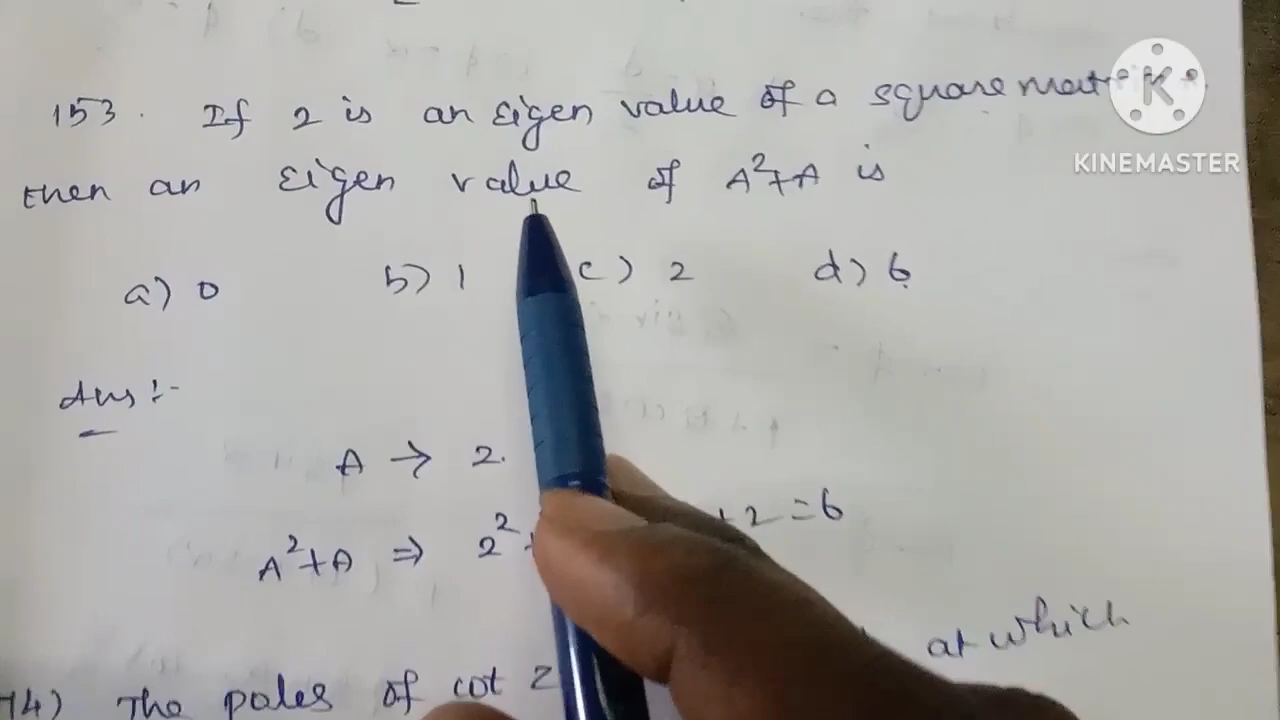 153. If 2 is an Eigen value of a square
K
KINEMASTER
then an Eigen value of A²+A is
a) 0 b) 1 c) 2 d) 6
Ans :-
A → 2.
A²+A ⇒ 2² +2 = 6
at which
74) The poles of cot z